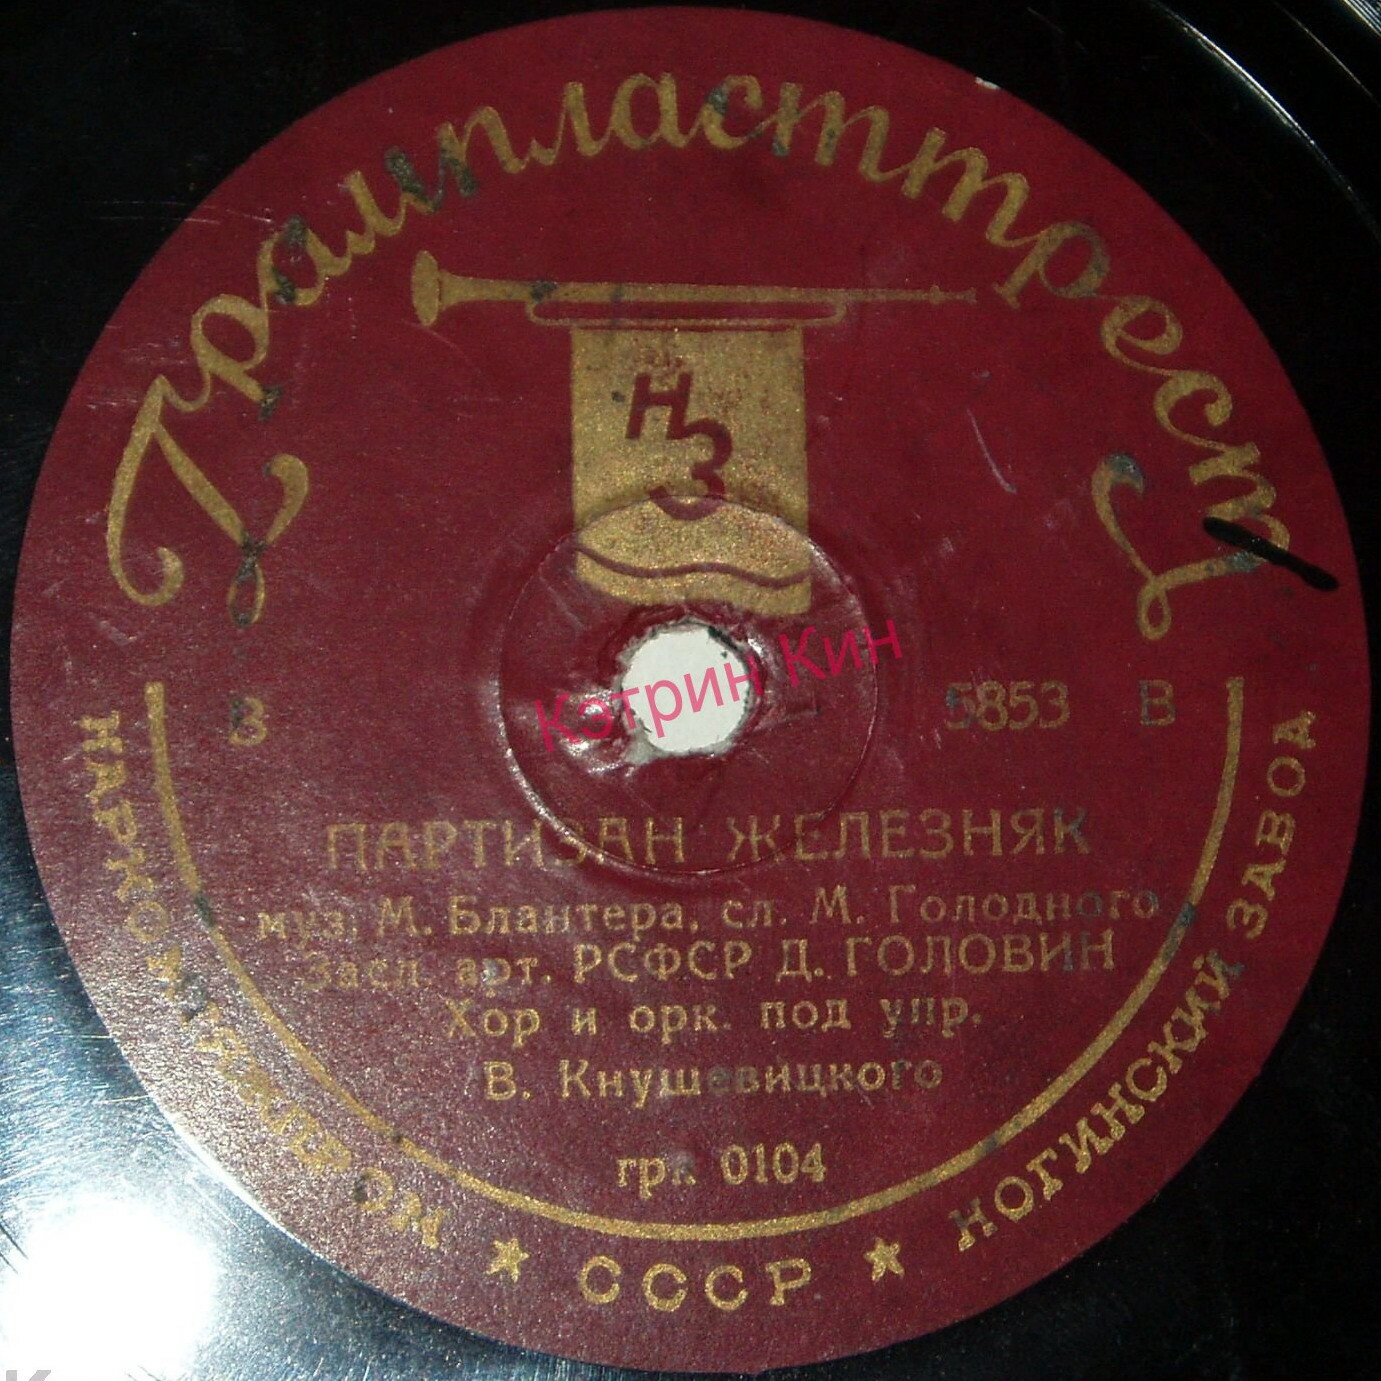 Грампласттрест
НЗ
Кэтрин Кин
В 5853 В
ПАРТИЗАН ЖЕЛЕЗНЯК
муз. М. Блантера, сл. М. Голодного
Засл. арт. РСФСР Д. ГОЛОВИН
Хор и орк. под упр.
В. Кнушевицкого
грк 0104
СССР
НОГИНСКИЙ ЗАВОД